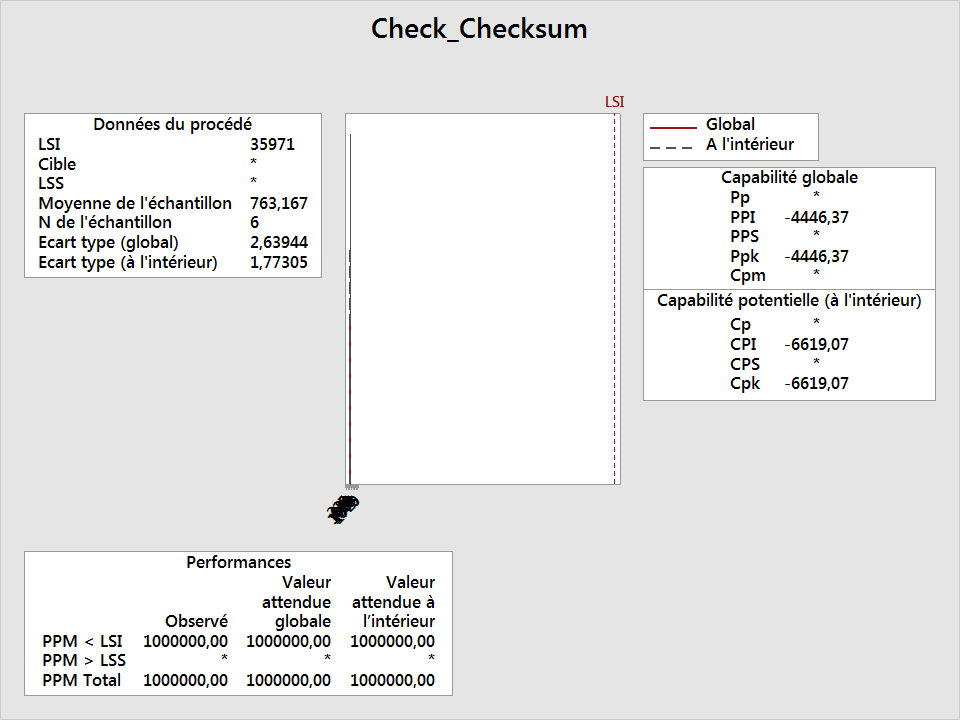 Check_Checksum
LSI
Données du procédé
LSI 35971
Cible *
LSS *
Moyenne de l'échantillon 763,167
N de l'échantillon 6
Ecart type (global) 2,63944
Ecart type (à l'intérieur) 1,77305
Global
A l'intérieur
Capabilité globale
Pp *
PPI -4446,37
PPS *
Ppk -4446,37
Cpm *
Capabilité potentielle (à l'intérieur)
Cp *
CPI -6619,07
CPS *
Cpk -6619,07
Performances
Valeur Valeur
attendue attendue à
Observé globale l'intérieur
PPM < LSI 1000000,00 1000000,00 1000000,00
PPM > LSS * * *
PPM Total 1000000,00 1000000,00 1000000,00